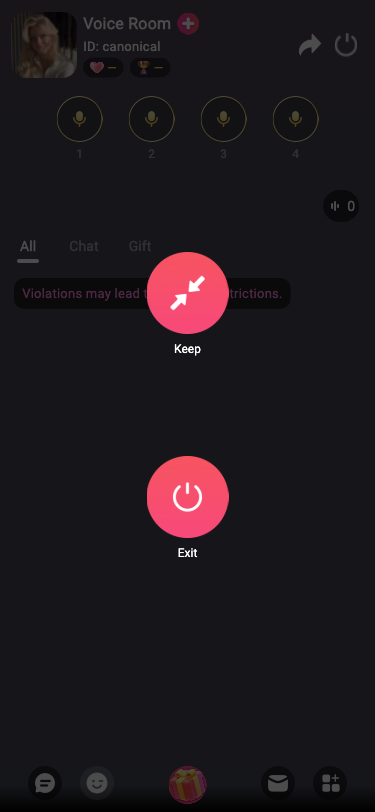 Voice Room
ID: canonical
1 2 3 4
0
All Chat Gift
Violations may lead t trictions.
Keep
Exit